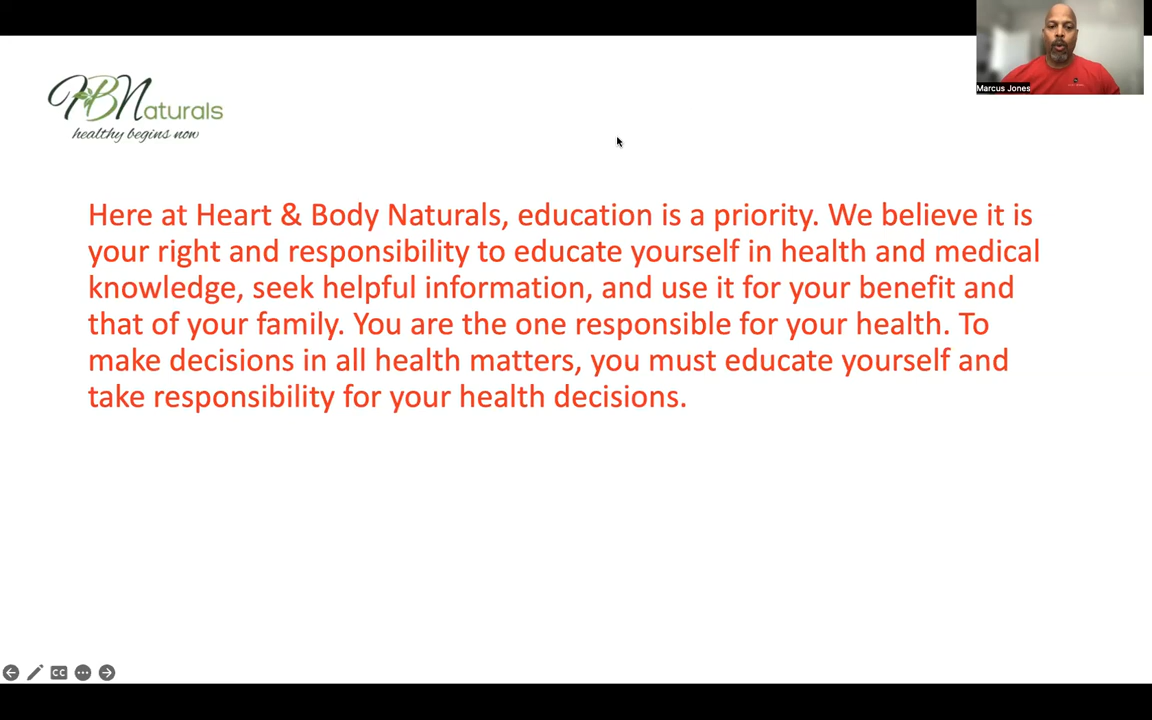 HBNaturals
healthy begins now
Marcus Jones
Here at Heart & Body Naturals, education is a priority. We believe it is
your right and responsibility to educate yourself in health and medical
knowledge, seek helpful information, and use it for your benefit and
that of your family. You are the one responsible for your health. To
make decisions in all health matters, you must educate yourself and
take responsibility for your health decisions.
CC